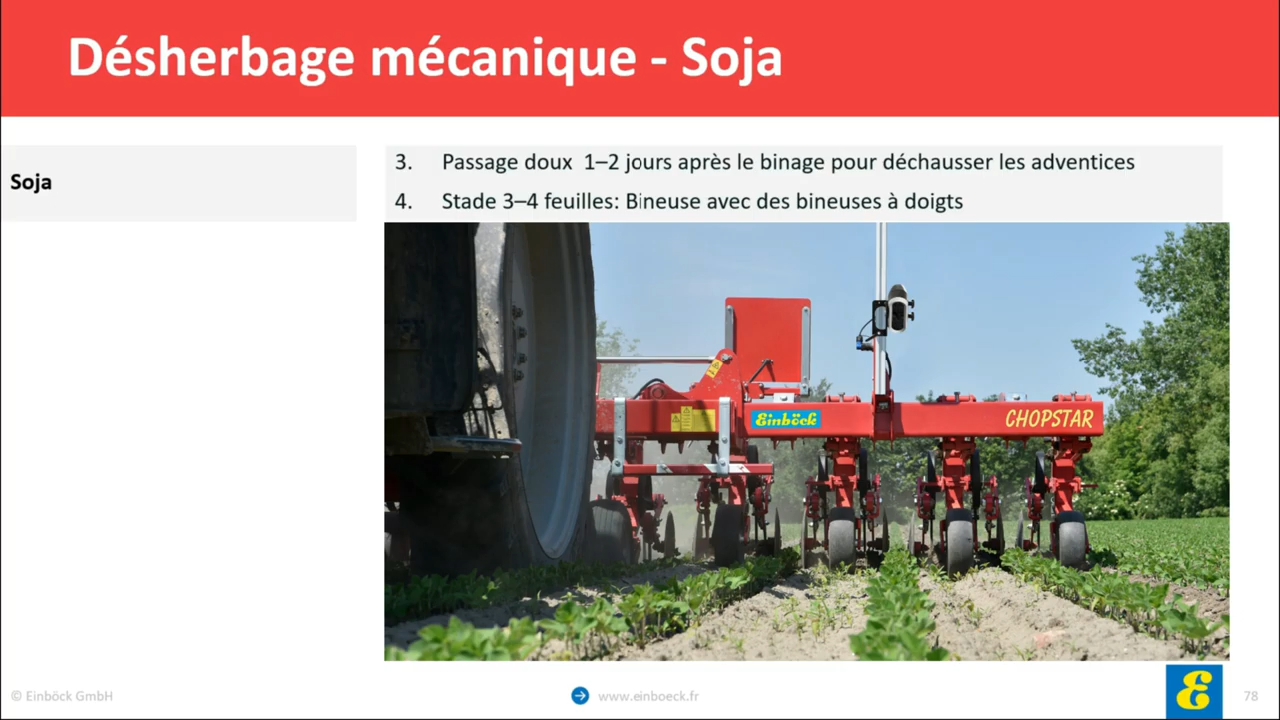 Désherbage mécanique - Soja
Soja
3. Passage doux 1–2 jours après le binage pour déchausser les adventices
4. Stade 3–4 feuilles: Bineuse avec des bineuses à doigts
Einböck
CHOPSTAR
© Einböck GmbH
www.einboeck.fr
E
78